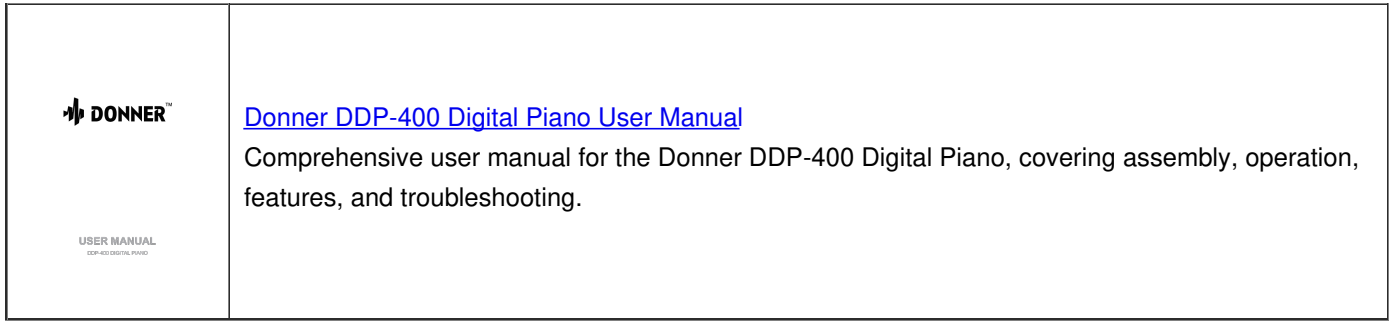 DONNER™
USER MANUAL
DDP-400 DIGITAL PIANO
Donner DDP-400 Digital Piano User Manual
Comprehensive user manual for the Donner DDP-400 Digital Piano, covering assembly, operation,
features, and troubleshooting.